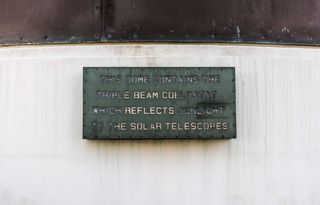 THIS DOME CONTAINS THE
TRIPLE BEAM COELOSTAT
WHICH REFLECTS SUNLIGHT
TO THE SOLAR TELESCOPES